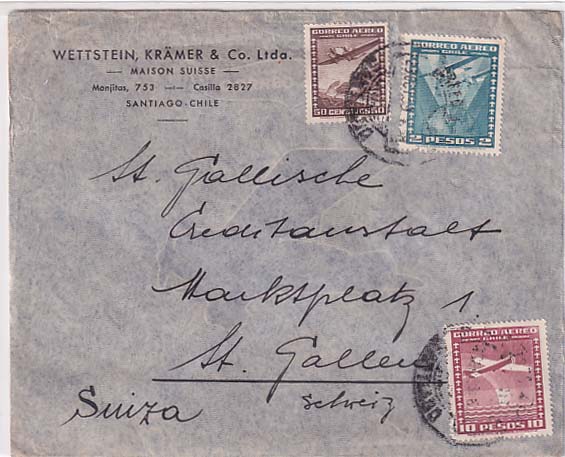 WETTSTEIN, KRÄMER & Co. Ltda.
— MAISON SUISSE —
Monjitas, 753 — Casilla 2827
SANTIAGO-CHILE
CORREO AEREO
CHILE
50 CENTAVOS 50
CORREO AEREO
CHILE
2 PESOS 2
St. Gallische
Creditanstalt
Marktplatz 1
St. Gallen
Schweiz
Suiza
CORREO AEREO
CHILE
10 PESOS 10